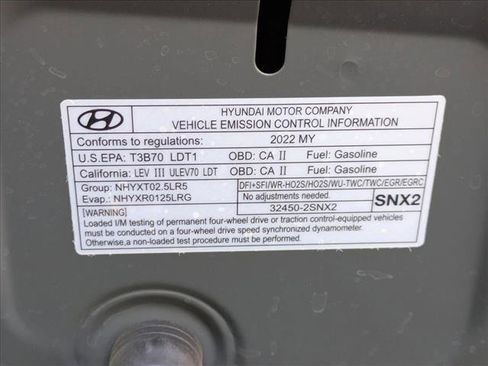 HYUNDAI MOTOR COMPANY
VEHICLE EMISSION CONTROL INFORMATION
Conforms to regulations: 2022 MY
U.S.EPA: T3B70 LDT1 OBD: CA II Fuel: Gasoline
California: LEV III ULEV70 LDT OBD: CA II Fuel: Gasoline
Group: NHYXT02.5LR5 DFI+SFI/WR-HO2S/HO2S/WU-TWC/TWC/EGR/EGRC
Evap.: NHYXR0125LRG No adjustments needed. SNX2
[WARNING] 32450-2SNX2
Loaded I/M testing of permanent four-wheel drive or traction control-equipped vehicles
must be conducted on a four-wheel drive speed synchronized dynamometer.
Otherwise,a non-loaded test procedure must be performed.